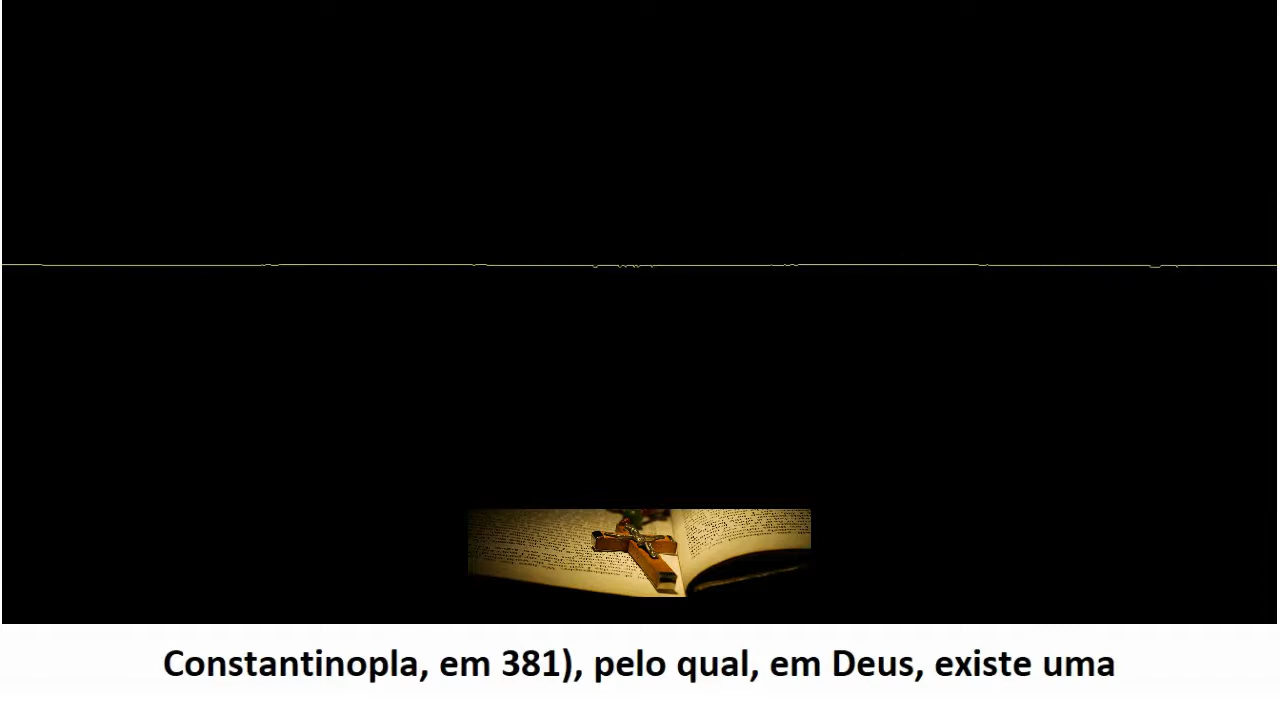 Constantinopla, em 381), pelo qual, em Deus, existe uma